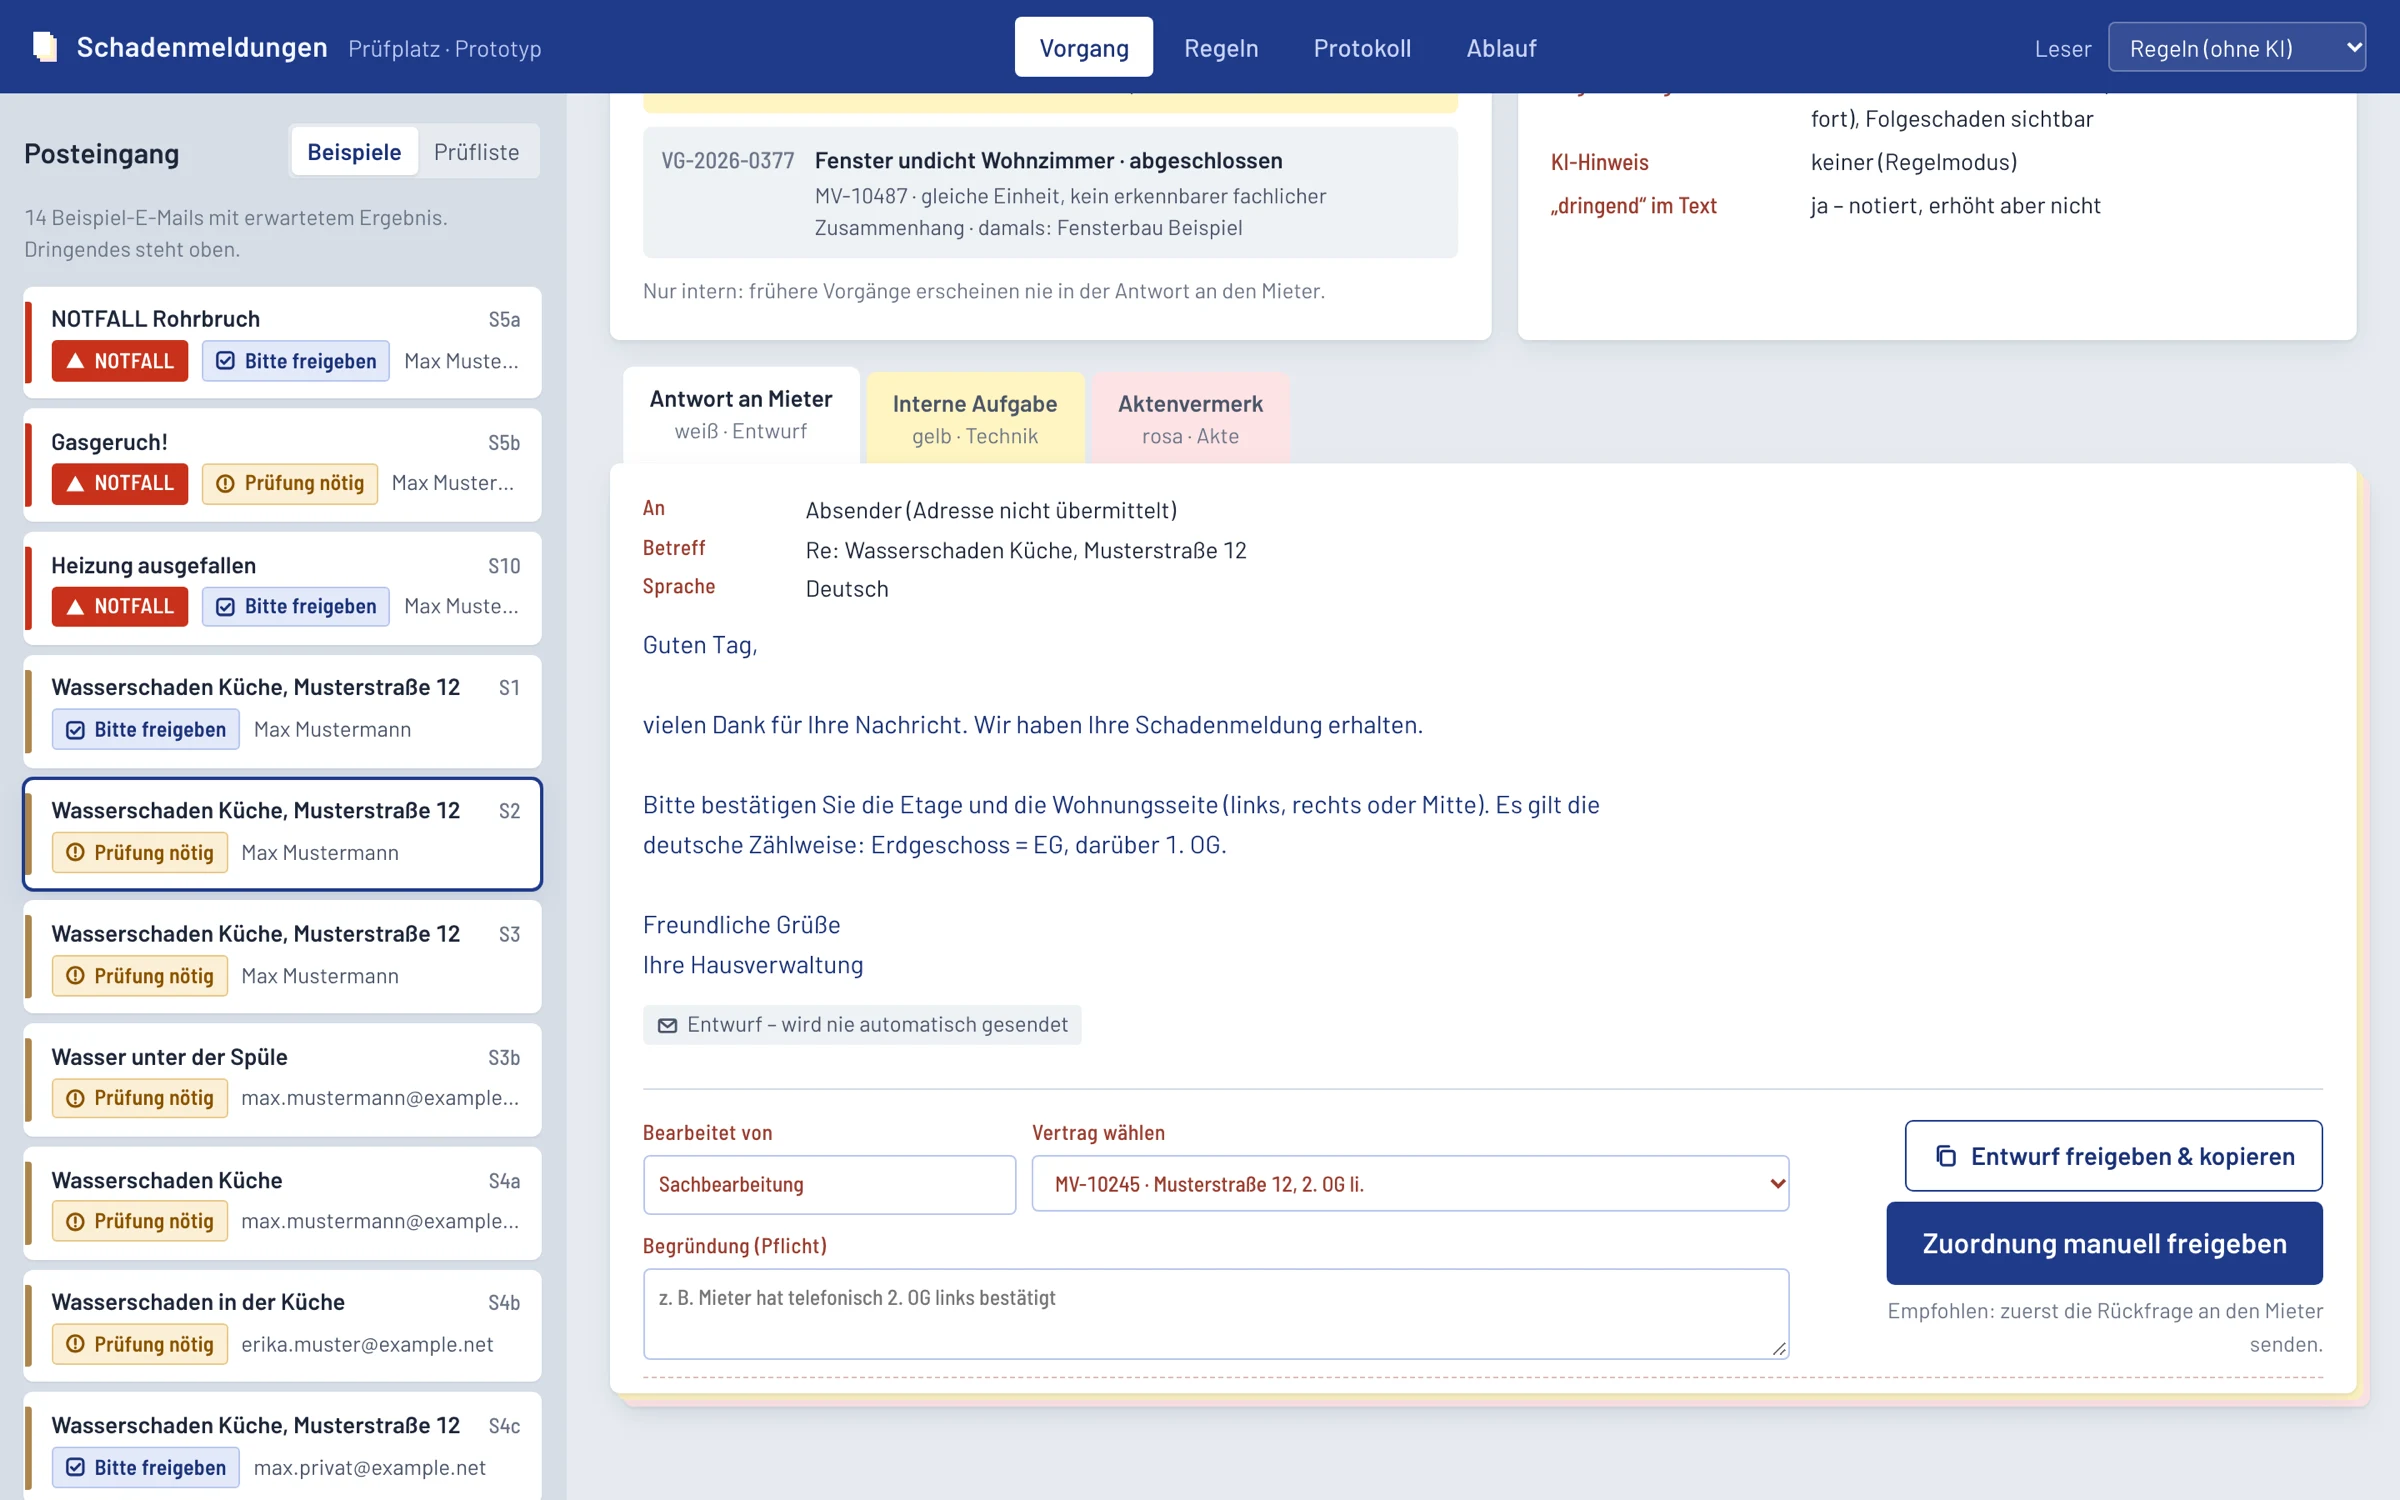 Schadenmeldungen Prüfplatz · Prototyp
Vorgang Regeln Protokoll Ablauf
Leser Regeln (ohne KI)
Posteingang
Beispiele Prüfliste
14 Beispiel-E-Mails mit erwartetem Ergebnis.
Dringendes steht oben.
NOTFALL Rohrbruch S5a
NOTFALL Bitte freigeben Max Muste...
Gasgeruch! S5b
NOTFALL Prüfung nötig Max Muster...
Heizung ausgefallen S10
NOTFALL Bitte freigeben Max Muste...
Wasserschaden Küche, Musterstraße 12 S1
Bitte freigeben Max Mustermann
Wasserschaden Küche, Musterstraße 12 S2
Prüfung nötig Max Mustermann
Wasserschaden Küche, Musterstraße 12 S3
Prüfung nötig Max Mustermann
Wasser unter der Spüle S3b
Prüfung nötig max.mustermann@example...
Wasserschaden Küche S4a
Prüfung nötig max.mustermann@example...
Wasserschaden in der Küche S4b
Prüfung nötig erika.muster@example.net
Wasserschaden Küche, Musterstraße 12 S4c
Bitte freigeben max.privat@example.net
VG-2026-0377 Fenster undicht Wohnzimmer · abgeschlossen
MV-10487 · gleiche Einheit, kein erkennbarer fachlicher
Zusammenhang · damals: Fensterbau Beispiel
Nur intern: frühere Vorgänge erscheinen nie in der Antwort an den Mieter.
fort), Folgeschaden sichtbar
KI-Hinweis keiner (Regelmodus)
„dringend“ im Text ja – notiert, erhöht aber nicht
Antwort an Mieter
weiß · Entwurf
Interne Aufgabe
gelb · Technik
Aktenvermerk
rosa · Akte
An Absender (Adresse nicht übermittelt)
Betreff Re: Wasserschaden Küche, Musterstraße 12
Sprache Deutsch
Guten Tag,
vielen Dank für Ihre Nachricht. Wir haben Ihre Schadenmeldung erhalten.
Bitte bestätigen Sie die Etage und die Wohnungsseite (links, rechts oder Mitte). Es gilt die
deutsche Zählweise: Erdgeschoss = EG, darüber 1. OG.
Freundliche Grüße
Ihre Hausverwaltung
Entwurf – wird nie automatisch gesendet
Bearbeitet von
Sachbearbeitung
Vertrag wählen
MV-10245 · Musterstraße 12, 2. OG li.
Begründung (Pflicht)
z. B. Mieter hat telefonisch 2. OG links bestätigt
Entwurf freigeben & kopieren
Zuordnung manuell freigeben
Empfohlen: zuerst die Rückfrage an den Mieter
senden.